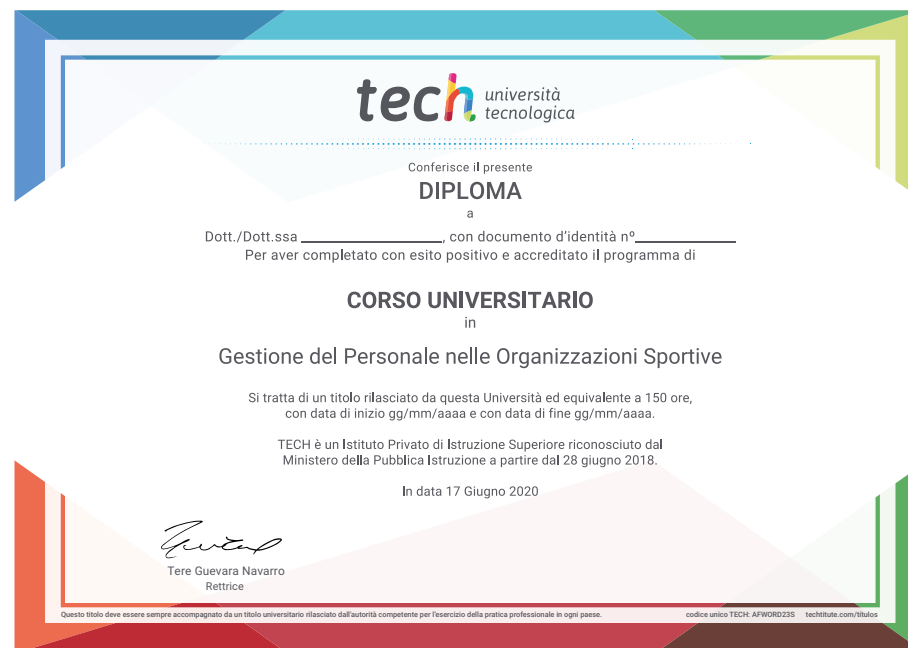 tech università
tecnologica
Conferisce il presente
DIPLOMA
a
Dott./Dott.ssa ________________, con documento d'identità nº____________
Per aver completato con esito positivo e accreditato il programma di
CORSO UNIVERSITARIO
in
Gestione del Personale nelle Organizzazioni Sportive
Si tratta di un titolo rilasciato da questa Università ed equivalente a 150 ore,
con data di inizio gg/mm/aaaa e con data di fine gg/mm/aaaa.
TECH è un Istituto Privato di Istruzione Superiore riconosciuto dal
Ministero della Pubblica Istruzione a partire dal 28 giugno 2018.
In data 17 Giugno 2020
Tere Guevara Navarro
Rettrice
Questo titolo deve essere sempre accompagnato da un titolo universitario rilasciato dall'autorità competente per l'esercizio della pratica professionale in ogni paese. codice unico TECH: AFWORD23S techtitute.com/titulos